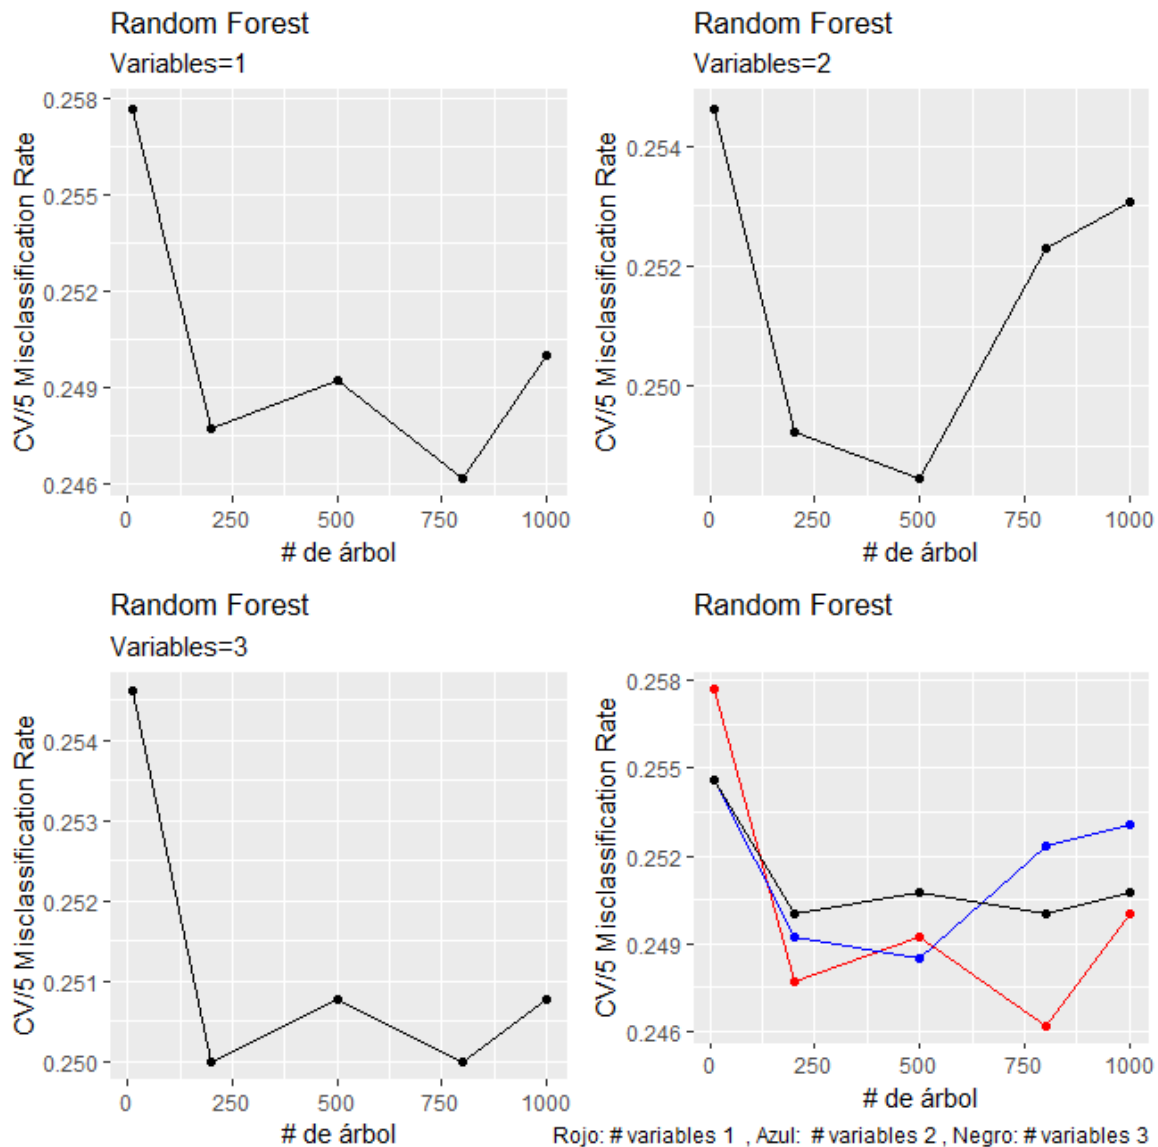 Random Forest
Variables=1
CV/5 Misclassification Rate
0.258
0.255
0.252
0.249
0.246
0 250 500 750 1000
# de árbol
Random Forest
Variables=2
CV/5 Misclassification Rate
0.254
0.252
0.250
0 250 500 750 1000
# de árbol
Random Forest
Variables=3
CV/5 Misclassification Rate
0.254
0.253
0.252
0.251
0.250
0 250 500 750 1000
# de árbol
Random Forest
CV/5 Misclassification Rate
0.258
0.255
0.252
0.249
0.246
0 250 500 750 1000
# de árbol
Rojo: # variables 1 , Azul: # variables 2 , Negro: # variables 3